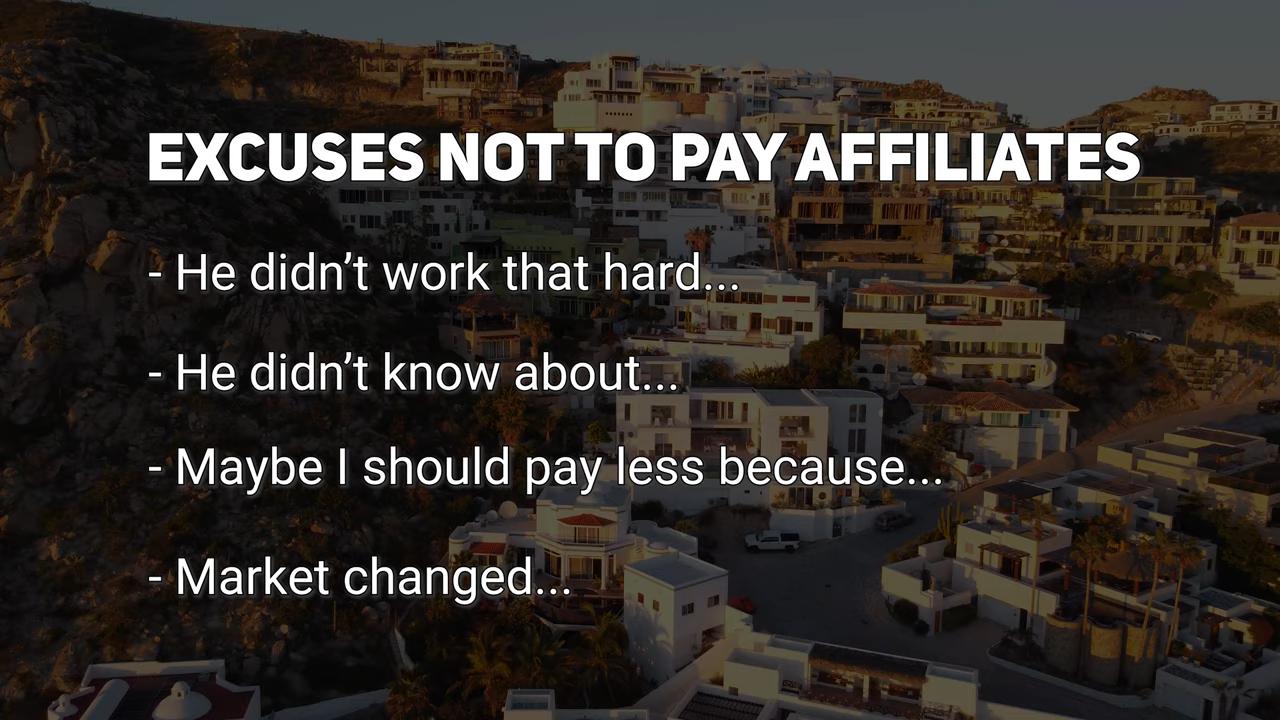 EXCUSES NOT TO PAY AFFILIATES
- He didn’t work that hard...
- He didn’t know about...
- Maybe I should pay less because...
- Market changed...